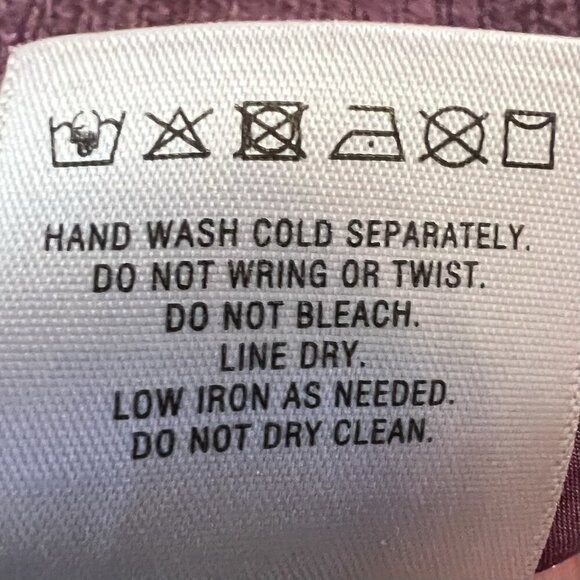 HAND WASH COLD SEPARATELY.
DO NOT WRING OR TWIST.
DO NOT BLEACH.
LINE DRY.
LOW IRON AS NEEDED.
DO NOT DRY CLEAN.